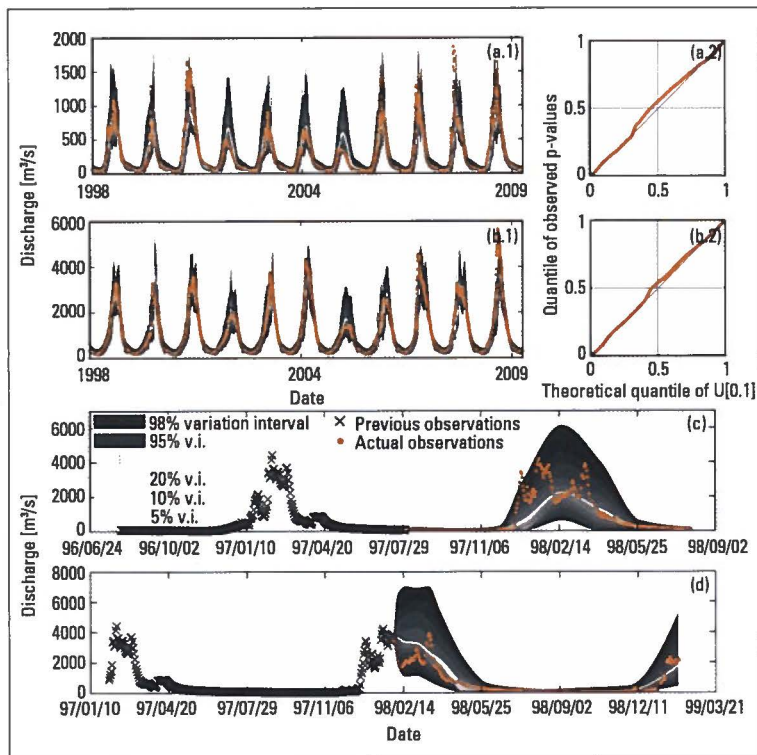 2000
1500
1000
500
0
(a.1)
1998 2004 2009
1
0.5
0
(a.2)
0 0.5 1
Discharge [m³/s]
6000
4000
2000
0
(b.1)
1998 2004 2009
Date
Quantile of observed p-values
1
0.5
0
(b.2)
0 0.5 1
Theoretical quantile of U[0.1]
Discharge [m³/s]
6000
4000
2000
0
98% variation interval
95% v.i.
20% v.i.
10% v.i.
5% v.i.
× Previous observations
Actual observations
(c)
96/06/24 96/10/02 97/01/10 97/04/20 97/07/29 97/11/06 98/02/14 98/05/25 98/09/02
Discharge [m³/s]
8000
6000
4000
2000
0
(d)
97/01/10 97/04/20 97/07/29 97/11/06 98/02/14 98/05/25 98/09/02 98/12/11 99/03/21
Date